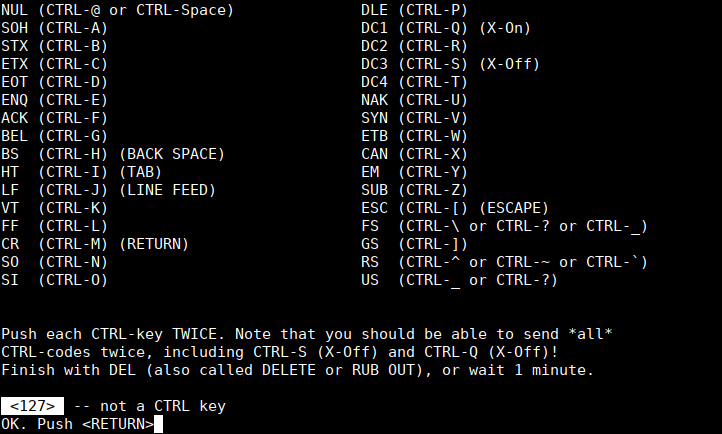 NUL (CTRL-@ or CTRL-Space)              DLE (CTRL-P)
SOH (CTRL-A)                            DC1 (CTRL-Q) (X-On)
STX (CTRL-B)                            DC2 (CTRL-R)
ETX (CTRL-C)                            DC3 (CTRL-S) (X-Off)
EOT (CTRL-D)                            DC4 (CTRL-T)
ENQ (CTRL-E)                            NAK (CTRL-U)
ACK (CTRL-F)                            SYN (CTRL-V)
BEL (CTRL-G)                            ETB (CTRL-W)
BS  (CTRL-H) (BACK SPACE)               CAN (CTRL-X)
HT  (CTRL-I) (TAB)                      EM  (CTRL-Y)
LF  (CTRL-J) (LINE FEED)                SUB (CTRL-Z)
VT  (CTRL-K)                            ESC (CTRL-[) (ESCAPE)
FF  (CTRL-L)                            FS  (CTRL-\ or CTRL-? or CTRL-_)
CR  (CTRL-M) (RETURN)                   GS  (CTRL-])
SO  (CTRL-N)                            RS  (CTRL-^ or CTRL-~ or CTRL-`)
SI  (CTRL-O)                            US  (CTRL-_ or CTRL-?)
Push each CTRL-key TWICE. Note that you should be able to send *all*
CTRL-codes twice, including CTRL-S (X-Off) and CTRL-Q (X-Off)!
Finish with DEL (also called DELETE or RUB OUT), or wait 1 minute.
<127>  -- not a CTRL key
OK. Push <RETURN>